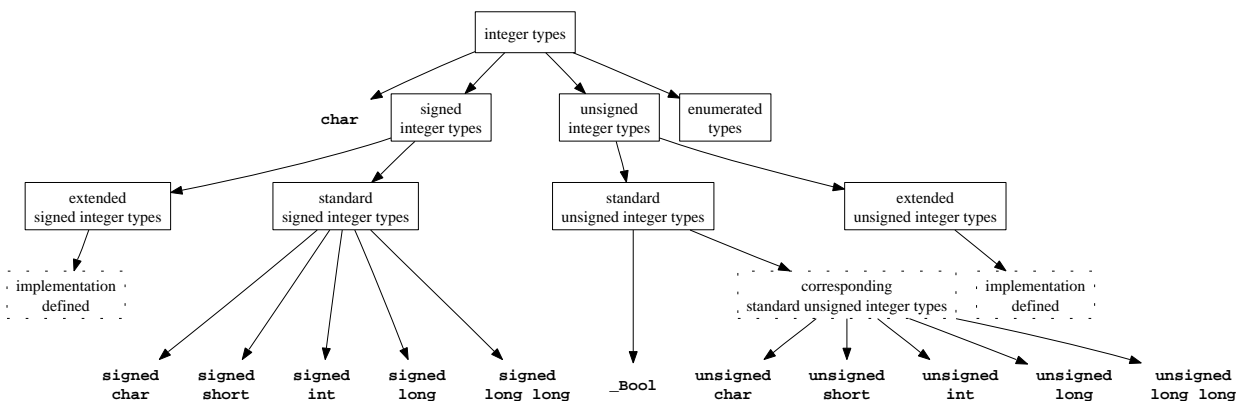 integer types
char
signed
integer types
unsigned
integer types
enumerated
types
extended
signed integer types
standard
signed integer types
standard
unsigned integer types
extended
unsigned integer types
implementation
defined
corresponding
standard unsigned integer types
implementation
defined
signed
char
signed
short
signed
int
signed
long
signed
long long
_Bool
unsigned
char
unsigned
short
unsigned
int
unsigned
long
unsigned
long long